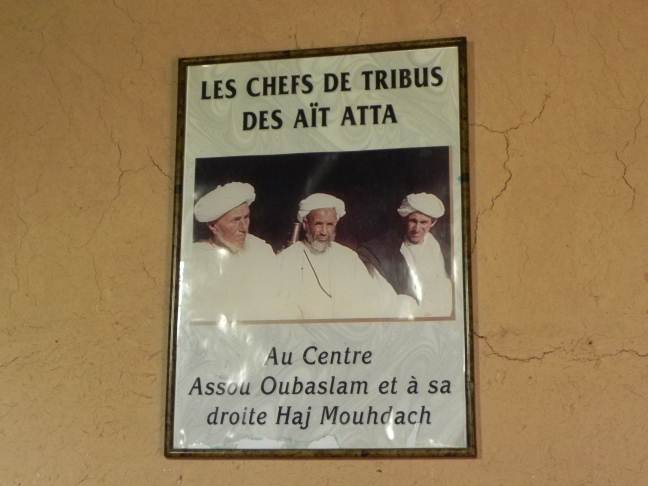 LES CHEFS DE TRIBUS
DES AÏT ATTA
Au Centre
Assou Oubaslam et à sa
droite Haj Mouhdach